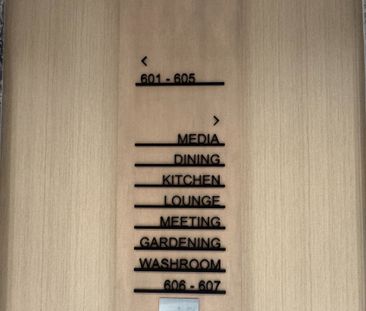 <
601 - 605
>
MEDIA
DINING
KITCHEN
LOUNGE
MEETING
GARDENING
WASHROOM
606 - 607